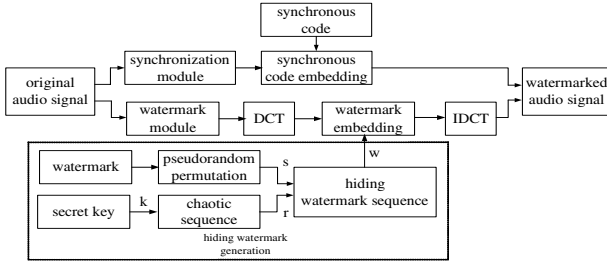 synchronous
code
original
audio signal
synchronization
module
synchronous
code embedding
watermarked
audio signal
watermark
module
DCT
watermark
embedding
IDCT
w
watermark
pseudorandom
permutation
s
hiding
watermark sequence
secret key
k
chaotic
sequence
r
hiding watermark
generation